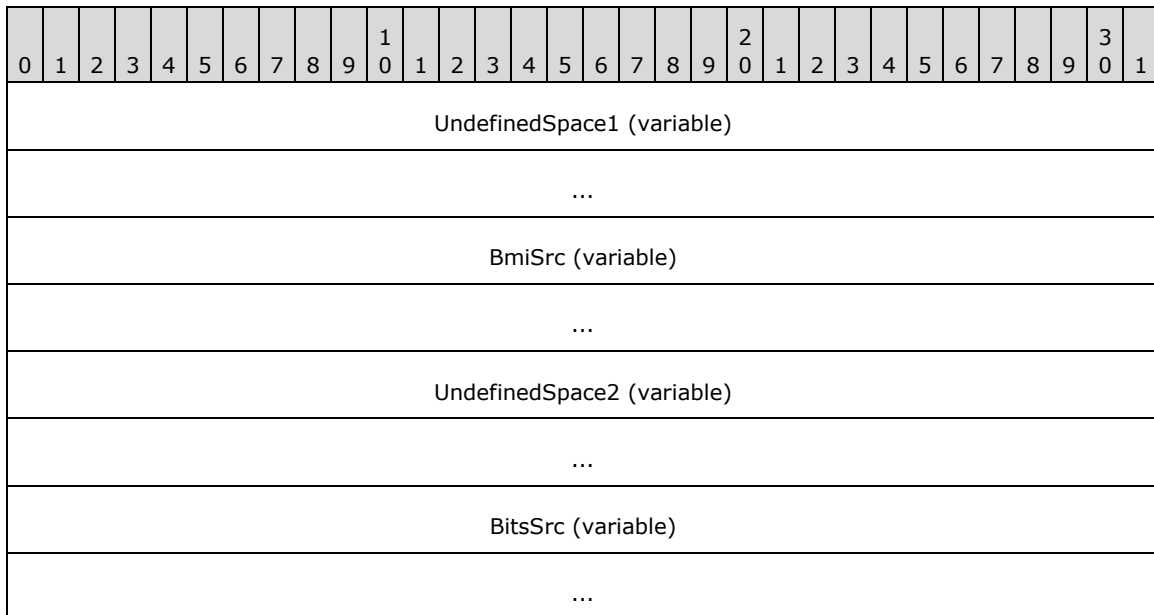 0 1 2 3 4 5 6 7 8 9 1 0 1 2 3 4 5 6 7 8 9 2 0 1 2 3 4 5 6 7 8 9 3 0 1
UndefinedSpace1 (variable)
...
BmiSrc (variable)
...
UndefinedSpace2 (variable)
...
BitsSrc (variable)
...